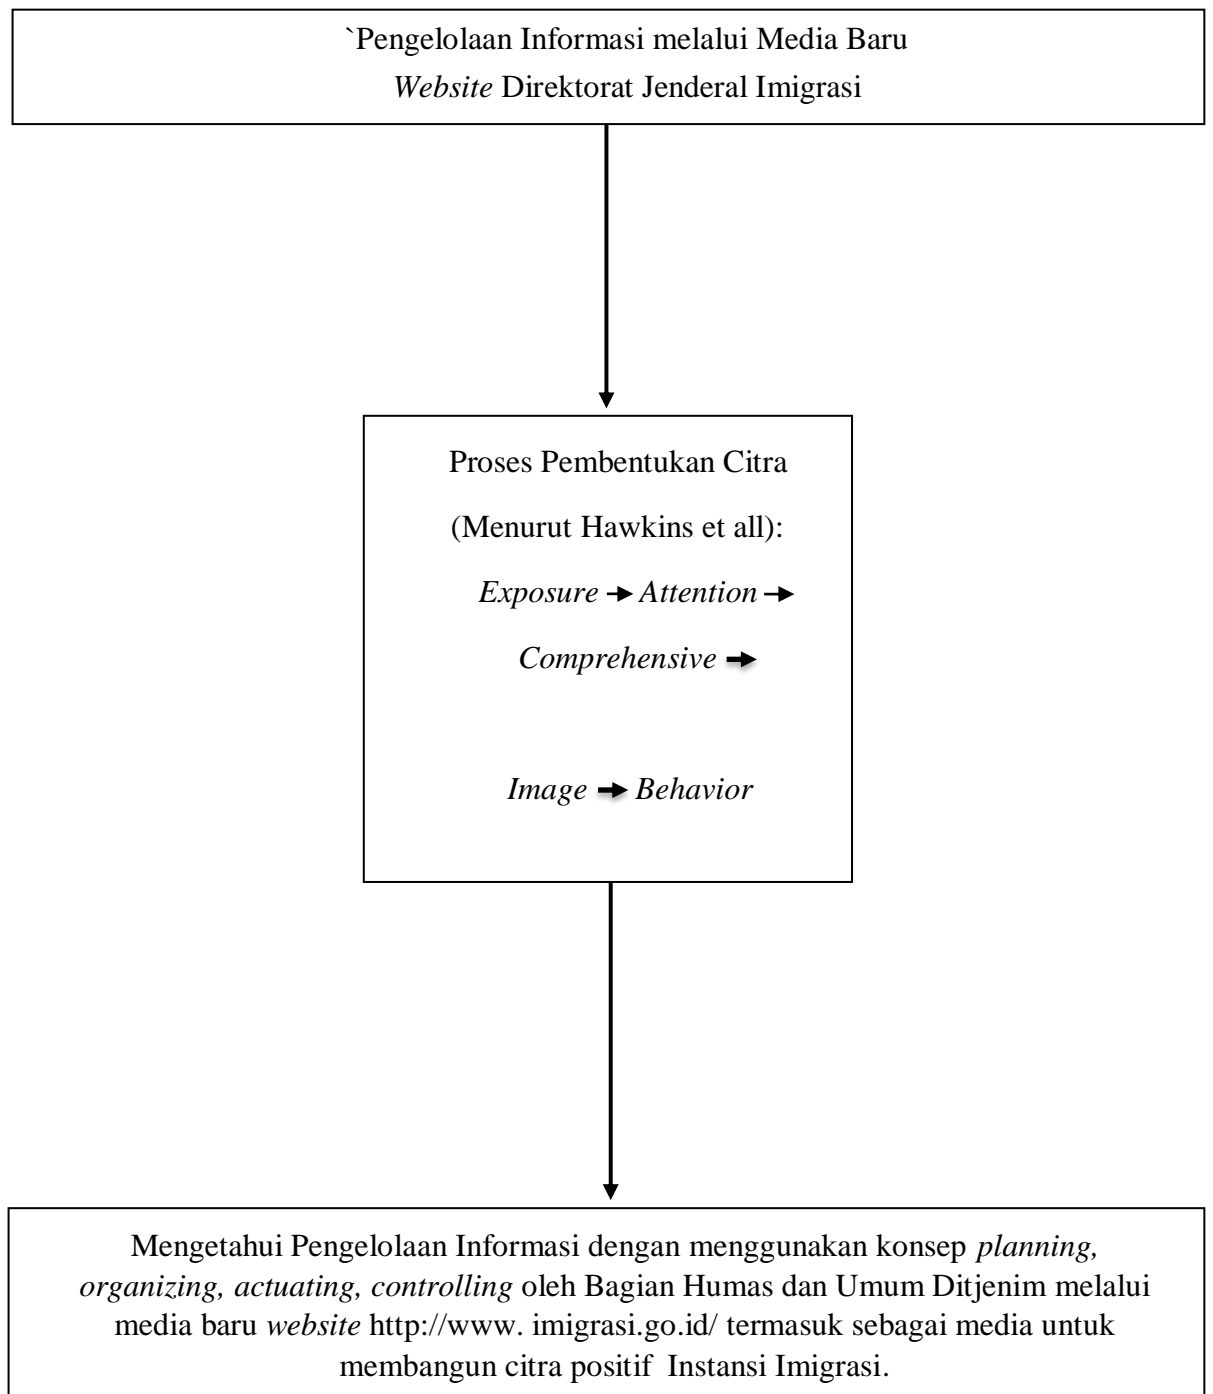 `Pengelolaan Informasi melalui Media Baru
Website Direktorat Jenderal Imigrasi
Proses Pembentukan Citra
(Menurut Hawkins et all):
Exposure → Attention →
Comprehensive →
Image → Behavior
Mengetahui Pengelolaan Informasi dengan menggunakan konsep planning,
organizing, actuating, controlling oleh Bagian Humas dan Umum Ditjenim melalui
media baru website http://www. imigrasi.go.id/ termasuk sebagai media untuk
membangun citra positif  Instansi Imigrasi.